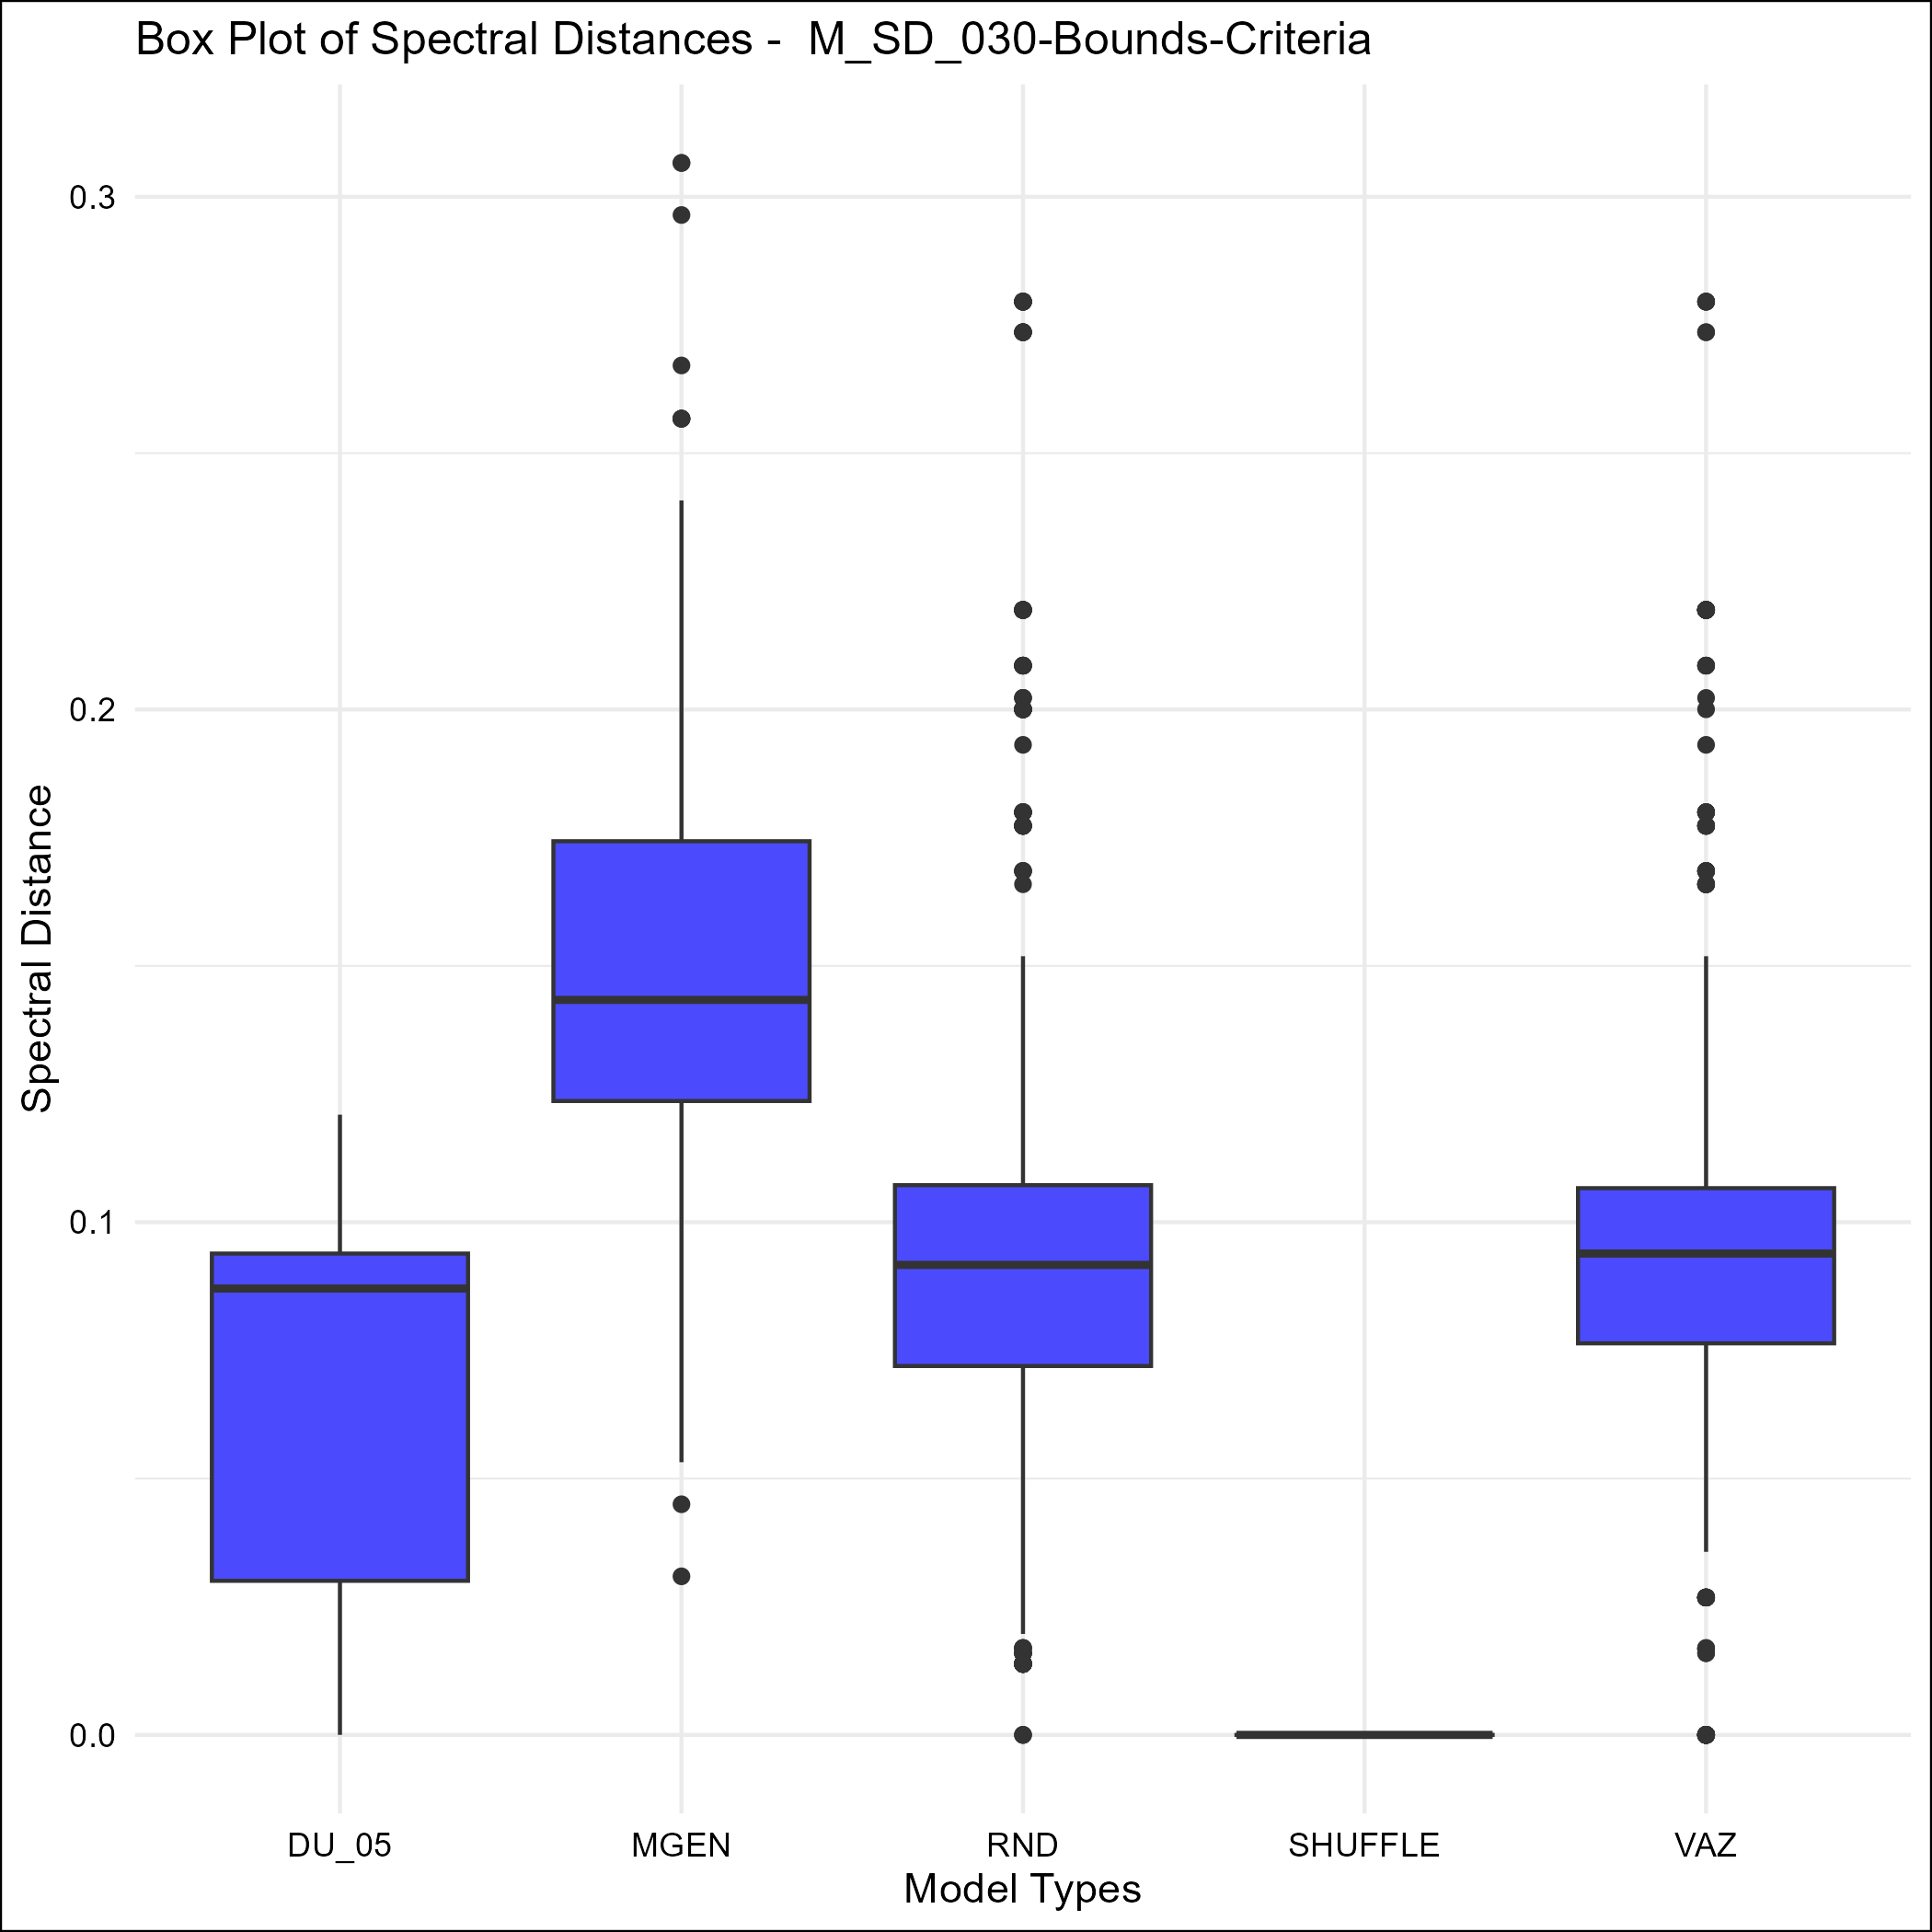 Box Plot of Spectral Distances -  M_SD_030-Bounds-Criteria
Spectral Distance
0.3
0.2
0.1
0.0
DU_05 MGEN RND SHUFFLE VAZ
Model Types